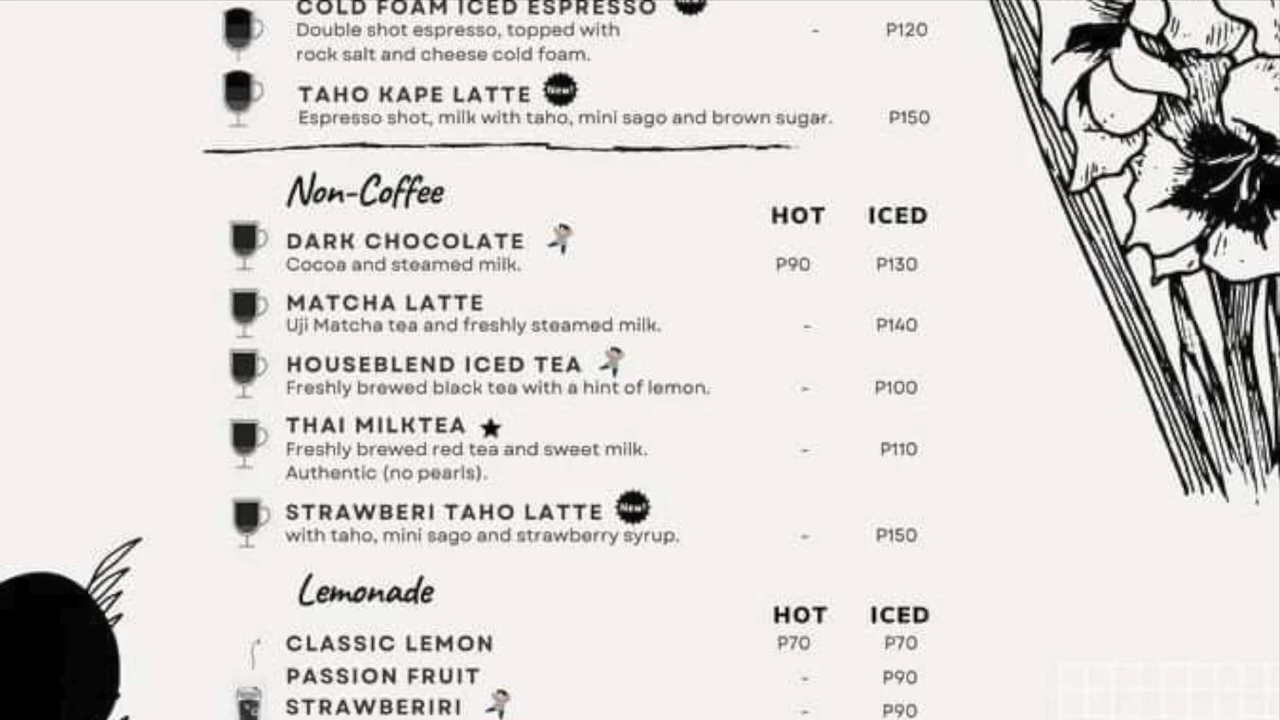 COLD FOAM ICED ESPRESSO New!
Double shot espresso, topped with - P120
rock salt and cheese cold foam.
TAHO KAPE LATTE New!
Espresso shot, milk with taho, mini sago and brown sugar. P150
Non-Coffee
HOT ICED
DARK CHOCOLATE
Cocoa and steamed milk. P90 P130
MATCHA LATTE
Uji Matcha tea and freshly steamed milk. - P140
HOUSEBLEND ICED TEA
Freshly brewed black tea with a hint of lemon. - P100
THAI MILKTEA ★
Freshly brewed red tea and sweet milk. - P110
Authentic (no pearls).
STRAWBERI TAHO LATTE New!
with taho, mini sago and strawberry syrup. - P150
Lemonade
HOT ICED
CLASSIC LEMON P70 P70
PASSION FRUIT - P90
STRAWBERIRI - P90